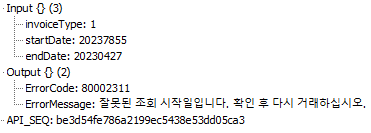 Input {} (3)
invoiceType: 1
startDate: 20237855
endDate: 20230427
Output {} (2)
ErrorCode: 80002311
ErrorMessage: 잘못된 조회 시작일입니다. 확인 후 다시 거래하십시오.
API_SEQ: be3d54fe786a2199ec5438e53dd05ca3